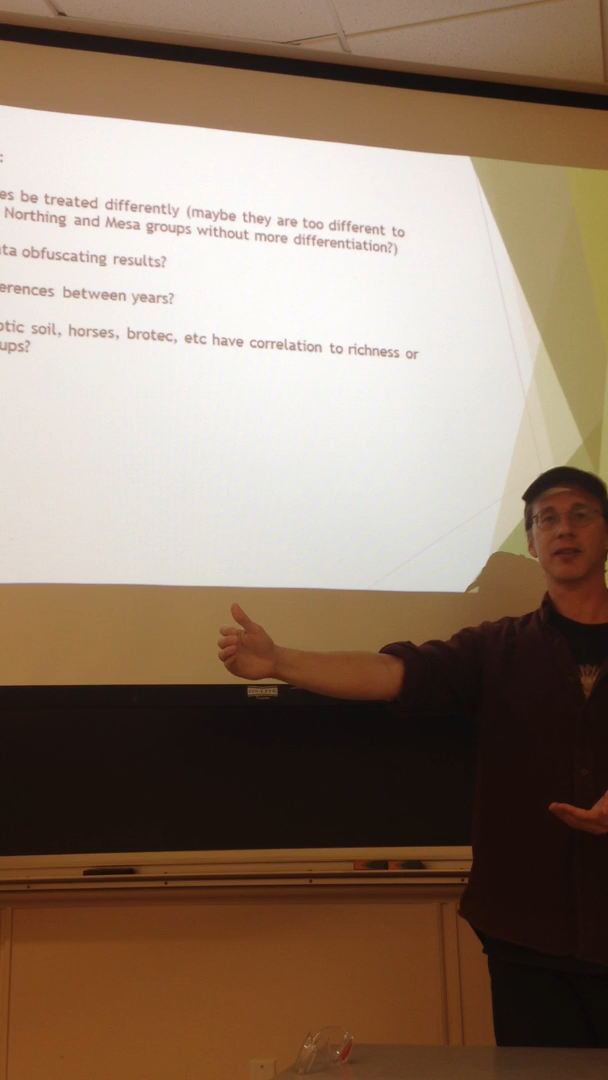 :
es be treated differently (maybe they are too different to
Northing and Mesa groups without more differentiation?)
ta obfuscating results?
erences between years?
otic soil, horses, brotec, etc have correlation to richness or
ups?